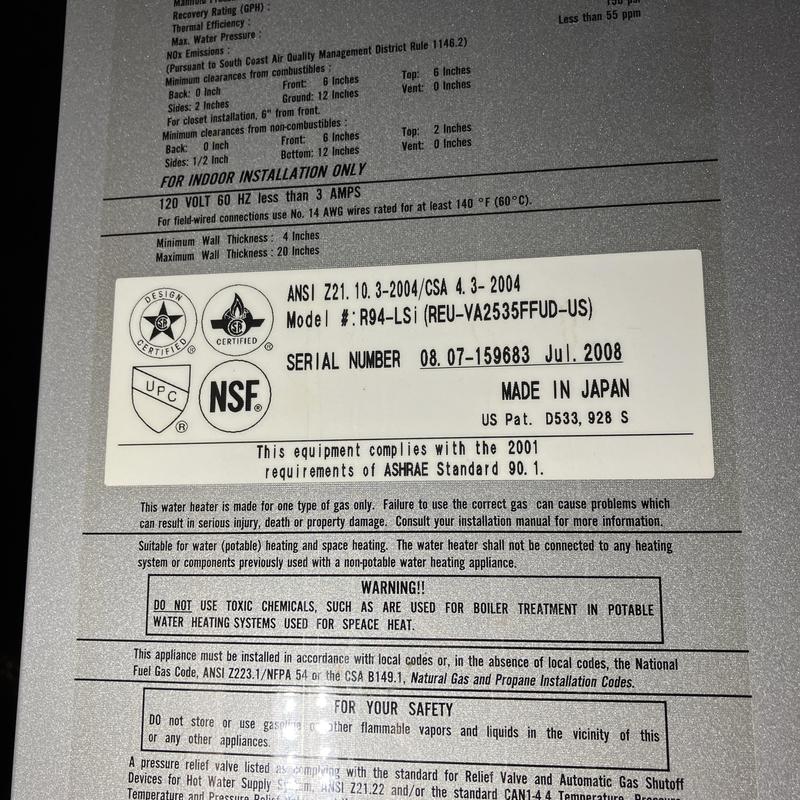 Recovery Rating (GPH) :
Thermal Efficiency :
Max. Water Pressure :
NOx Emissions :
Less than 55 ppm
(Pursuant to South Coast Air Quality Management District Rule 1146.2)
Minimum clearances from combustibles :
Back: 0 Inch Front: 6 Inches Top: 6 Inches
Sides: 2 Inches Ground: 12 Inches Vent: 0 Inches
For closet installation, 6" from front.
Minimum clearances from non-combustibles :
Back: 0 Inch Front: 6 Inches Top: 2 Inches
Sides: 1/2 Inch Bottom: 12 Inches Vent: 0 Inches
FOR INDOOR INSTALLATION ONLY
120 VOLT 60 HZ less than 3 AMPS
For field-wired connections use No. 14 AWG wires rated for at least 140 °F (60°C).
Minimum Wall Thickness : 4 Inches
Maximum Wall Thickness : 20 Inches
DESIGN CERTIFIED ®
CERTIFIED ®
UPC ®
NSF®
ANSI Z21. 10. 3-2004/CSA 4. 3- 2004
Model #: R94-LSi (REU-VA2535FFUD-US)
SERIAL NUMBER 08. 07-159683 Jul. 2008
MADE IN JAPAN
US Pat. D533, 928 S
This equipment complies with the 2001
requirements of ASHRAE Standard 90. 1.
This water heater is made for one type of gas only. Failure to use the correct gas can cause problems which
can result in serious injury, death or property damage. Consult your installation manual for more information.
Suitable for water (potable) heating and space heating. The water heater shall not be connected to any heating
system or components previously used with a non-potable water heating appliance.
WARNING!!
DO NOT USE TOXIC CHEMICALS, SUCH AS ARE USED FOR BOILER TREATMENT IN POTABLE
WATER HEATING SYSTEMS USED FOR SPEACE HEAT.
This appliance must be installed in accordance with local codes or, in the absence of local codes, the National
Fuel Gas Code, ANSI Z223.1/NFPA 54 or the CSA B149.1, Natural Gas and Propane Installation Codes.
FOR YOUR SAFETY
DO not store or use gasoline or other flammable vapors and liquids in the vicinity of this
or any other appliances.
A pressure relief valve listed as complying with the standard for Relief Valve and Automatic Gas Shutoff
Devices for Hot Water Supply System, ANSI Z21.22 and/or the standard CAN1-4.4 Temperature, Pressure,
Temperature and Pressure Relief